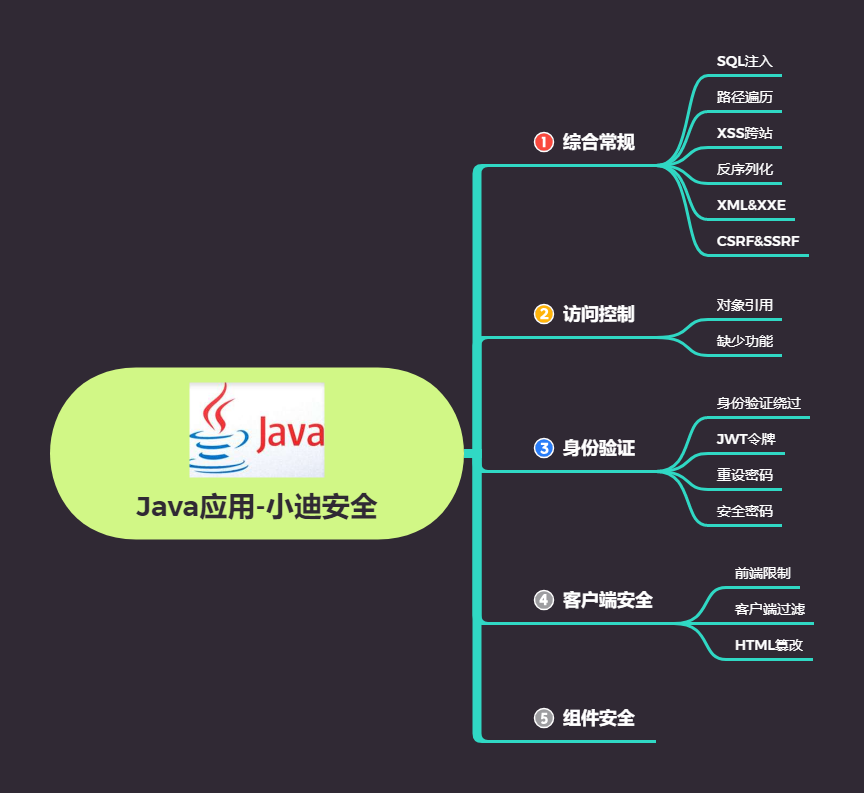 Java
Java应用-小迪安全
1 综合常规
SQL注入
路径遍历
XSS跨站
反序列化
XML&XXE
CSRF&SSRF
2 访问控制
对象引用
缺少功能
3 身份验证
身份验证绕过
JWT令牌
重设密码
安全密码
4 客户端安全
前端限制
客户端过滤
HTML篡改
5 组件安全